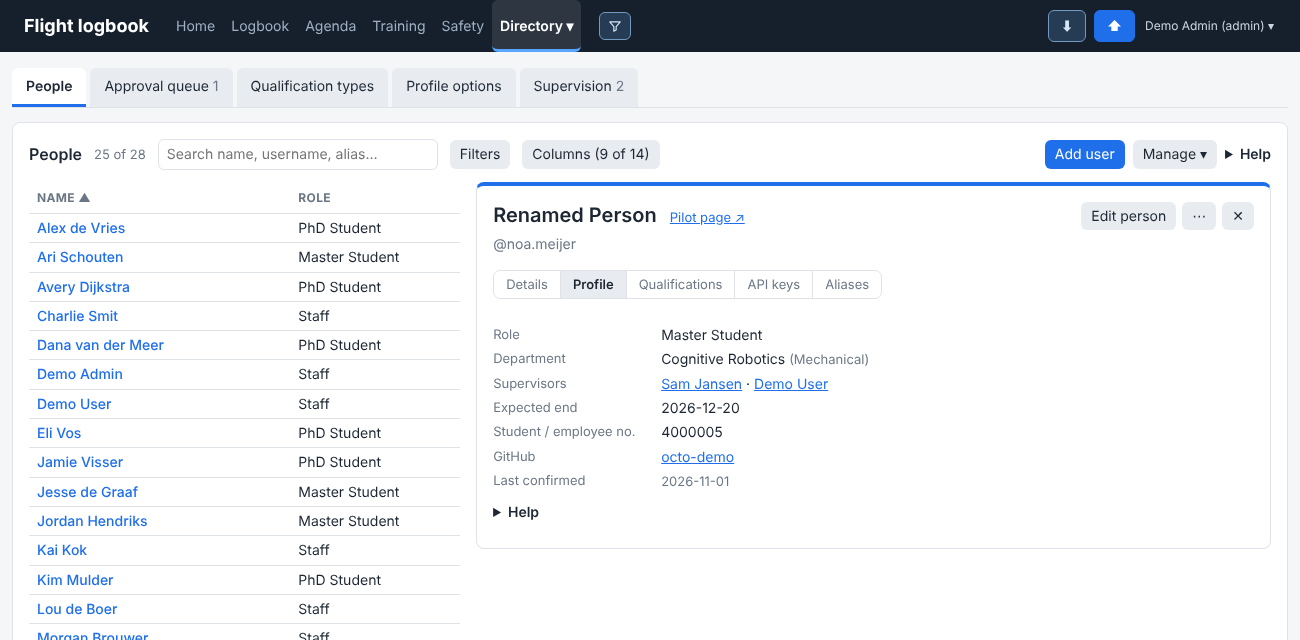 Flight logbook Home Logbook Agenda Training Safety Directory ▾ Demo Admin (admin) ▾
People Approval queue 1 Qualification types Profile options Supervision 2
People 25 of 28 Search name, username, alias... Filters Columns (9 of 14) Add user Manage ▾ ▶ Help
NAME ▲ ROLE
Alex de Vries PhD Student
Ari Schouten Master Student
Avery Dijkstra PhD Student
Charlie Smit Staff
Dana van der Meer PhD Student
Demo Admin Staff
Demo User Staff
Eli Vos PhD Student
Jamie Visser PhD Student
Jesse de Graaf Master Student
Jordan Hendriks Master Student
Kai Kok Staff
Kim Mulder PhD Student
Lou de Boer Staff
Morgan Brouwer Staff
Renamed Person Pilot page ↗ Edit person ... ✕
@noa.meijer
Details Profile Qualifications API keys Aliases
Role Master Student
Department Cognitive Robotics (Mechanical)
Supervisors Sam Jansen · Demo User
Expected end 2026-12-20
Student / employee no. 4000005
GitHub octo-demo
Last confirmed 2026-11-01
▶ Help